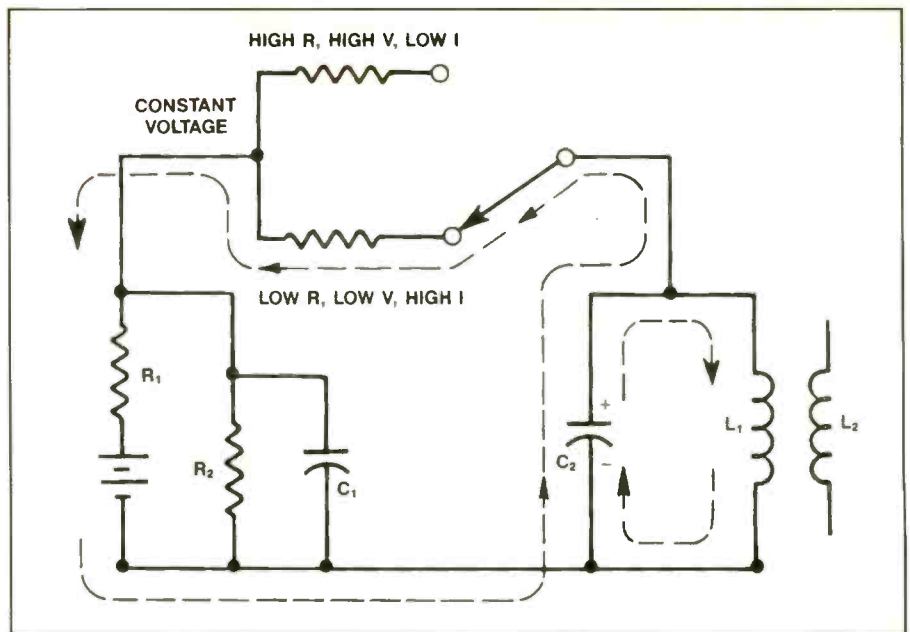 HIGH R, HIGH V, LOW I
CONSTANT
VOLTAGE
LOW R, LOW V, HIGH I
R₁
R₂
C₁
C₂
+
−
L₁
L₂